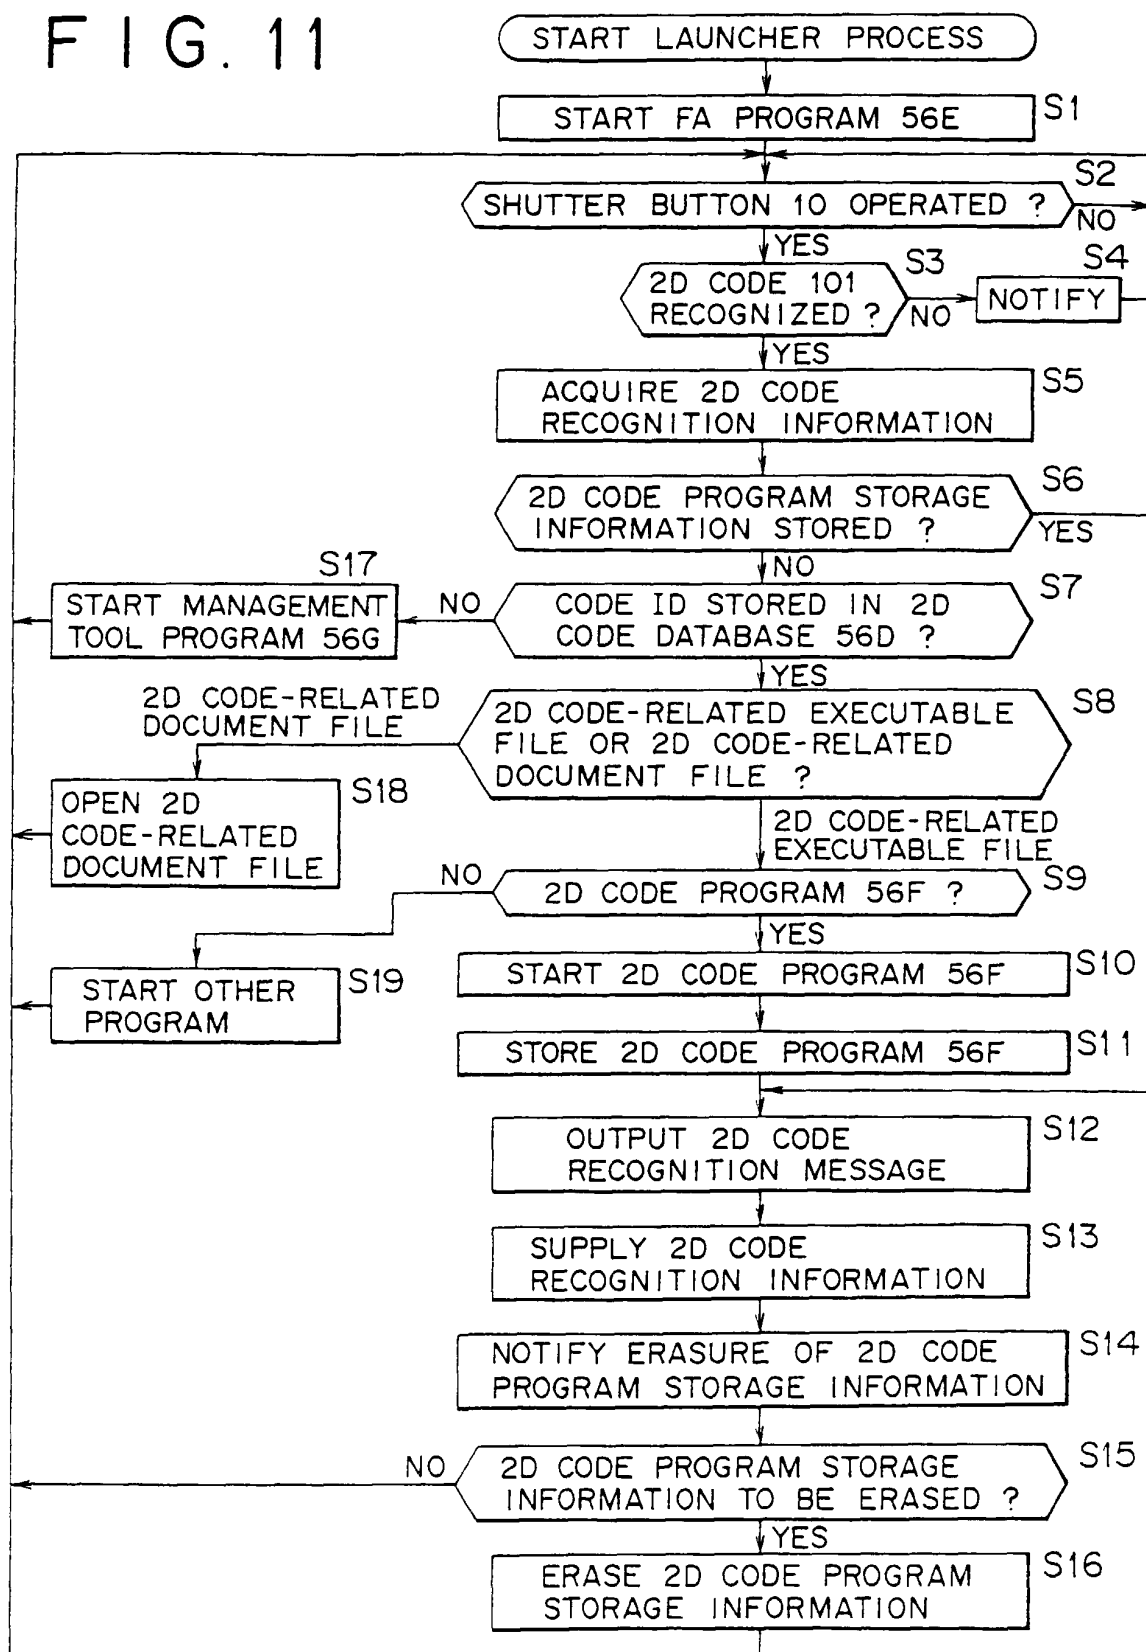 FIG. 11
START LAUNCHER PROCESS
START FA PROGRAM 56E
S1
S2
SHUTTER BUTTON 10 OPERATED ?
NO
YES
S3
2D CODE 101
RECOGNIZED ?
NO
S4
NOTIFY
YES
S5
ACQUIRE 2D CODE
RECOGNITION INFORMATION
S6
2D CODE PROGRAM STORAGE
INFORMATION STORED ?
YES
NO
S7
CODE ID STORED IN 2D
CODE DATABASE 56D ?
NO
S17
START MANAGEMENT
TOOL PROGRAM 56G
YES
S8
2D CODE-RELATED EXECUTABLE
FILE OR 2D CODE-RELATED
DOCUMENT FILE ?
2D CODE-RELATED
DOCUMENT FILE
S18
OPEN 2D
CODE-RELATED
DOCUMENT FILE
2D CODE-RELATED
EXECUTABLE FILE
S9
2D CODE PROGRAM 56F ?
NO
S19
START OTHER
PROGRAM
YES
S10
START 2D CODE PROGRAM 56F
S11
STORE 2D CODE PROGRAM 56F
S12
OUTPUT 2D CODE
RECOGNITION MESSAGE
S13
SUPPLY 2D CODE
RECOGNITION INFORMATION
S14
NOTIFY ERASURE OF 2D CODE
PROGRAM STORAGE INFORMATION
S15
2D CODE PROGRAM STORAGE
INFORMATION TO BE ERASED ?
NO
YES
S16
ERASE 2D CODE PROGRAM
STORAGE INFORMATION